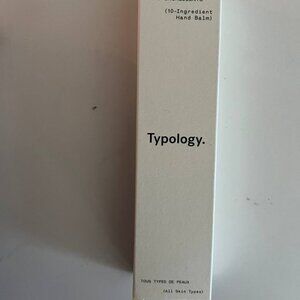 (10-Ingredient
Hand Balm)
Typology.
TOUS TYPES DE PEAUX
(All Skin Types)